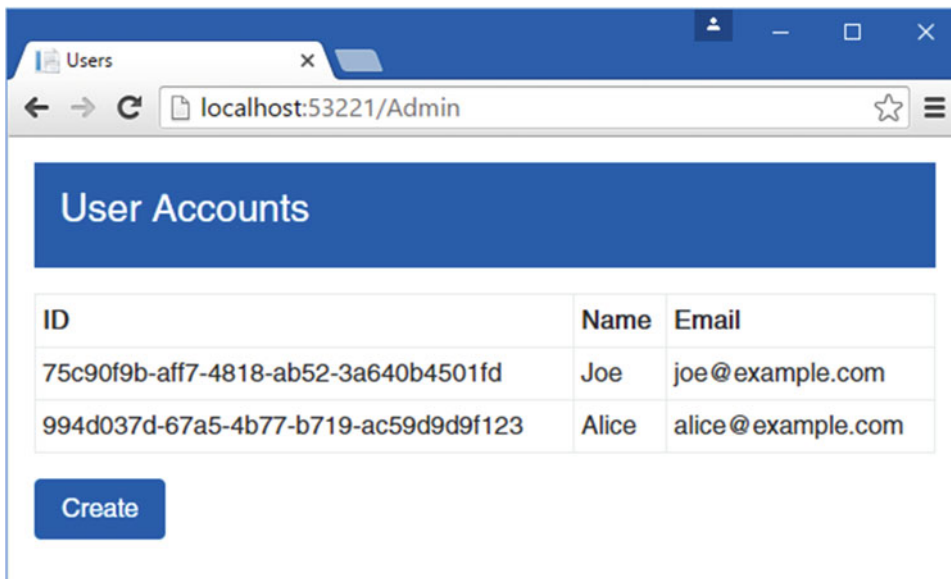 Users
localhost:53221/Admin
User Accounts
ID Name Email
75c90f9b-aff7-4818-ab52-3a640b4501fd Joe joe@example.com
994d037d-67a5-4b77-b719-ac59d9d9f123 Alice alice@example.com
Create